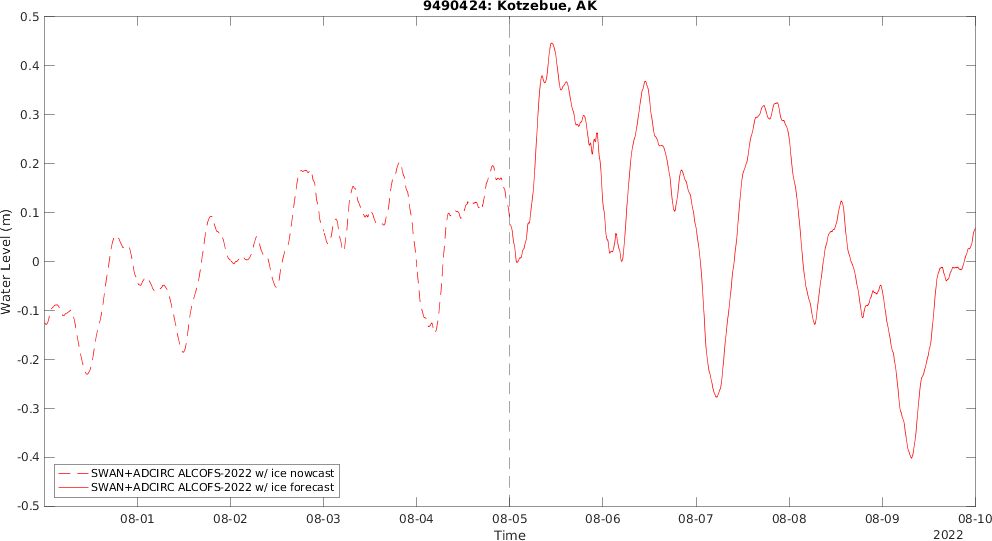 9490424: Kotzebue, AK
0.5
0.4
0.3
0.2
0.1
0
-0.1
-0.2
-0.3
-0.4
-0.5
Water Level (m)
SWAN+ADCIRC ALCOFS-2022 w/ ice nowcast
SWAN+ADCIRC ALCOFS-2022 w/ ice forecast
08-01 08-02 08-03 08-04 08-05 08-06 08-07 08-08 08-09 08-10
Time
2022